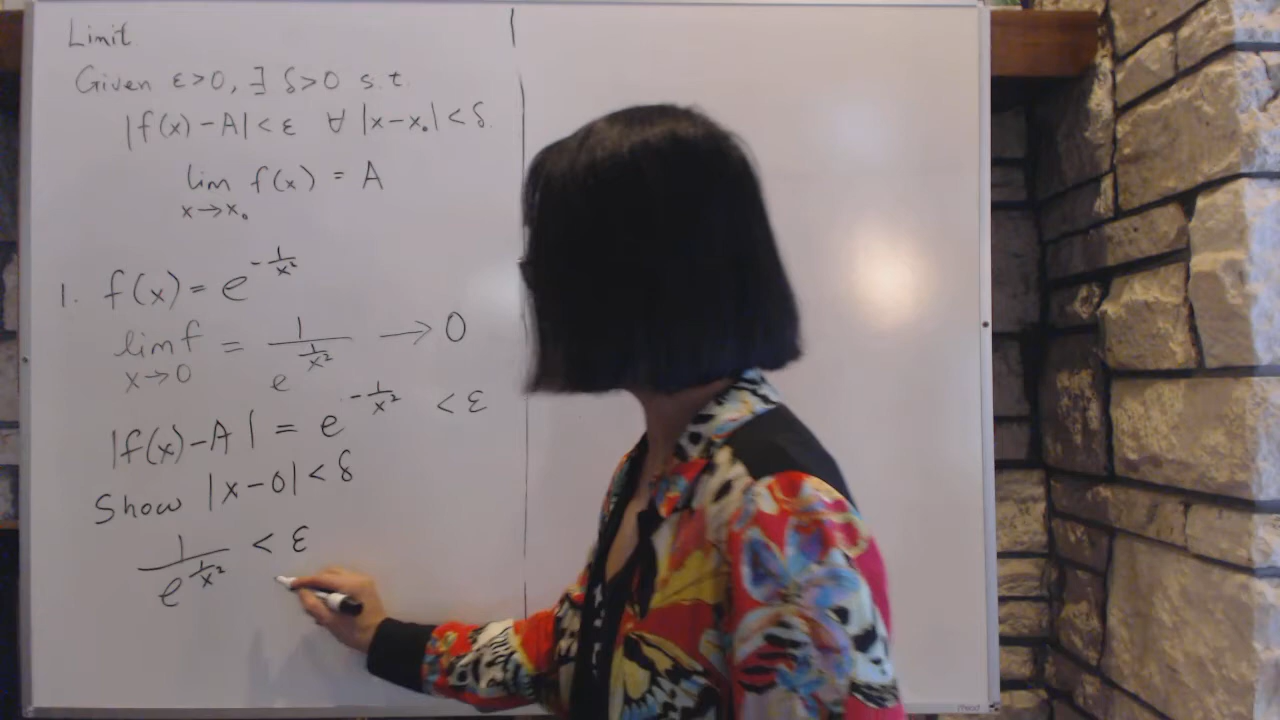 Limit
Given ε>0, ∃ δ>0 s.t.
|f(x)-A|<ε ∀ |x-x₀|<δ.
lim f(x) = A
x→x₀
1. f(x) = e^{-1/x²}
lim f = 1/e^{1/x²} → 0
x→0
|f(x)-A| = e^{-1/x²} < ε
Show |x-0|<δ
1/e^{1/x²} < ε